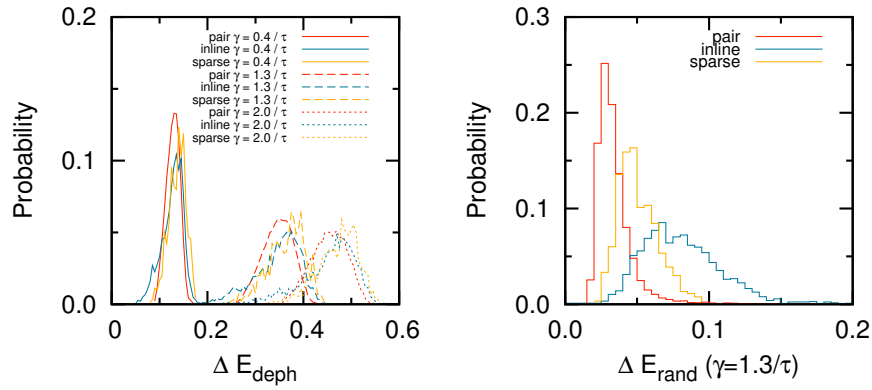 0.2
0.1
0.0
Probability
pair γ = 0.4 / τ
inline γ = 0.4 / τ
sparse γ = 0.4 / τ
pair γ = 1.3 / τ
inline γ = 1.3 / τ
sparse γ = 1.3 / τ
pair γ = 2.0 / τ
inline γ = 2.0 / τ
sparse γ = 2.0 / τ
0 0.2 0.4 0.6
Δ E_deph
0.3
0.2
0.1
0.0
Probability
pair
inline
sparse
0.0 0.1 0.2
Δ E_rand (γ=1.3/τ)